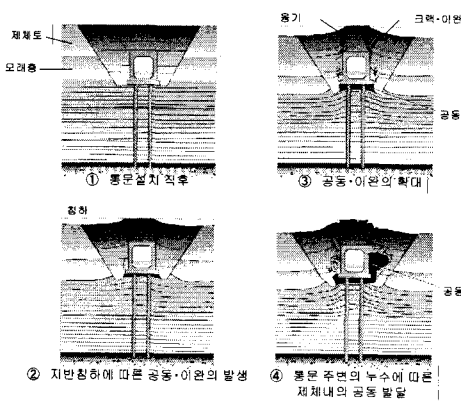 제체토
모래층
① 통문설치 직후
융기
크랙·이완
공동
③ 공동·이완의 확대
침하
② 지반침하에 따른 공동·이완의 발생
공동
④ 통문 주변의 누수에 따른
제체내의 공동 발달